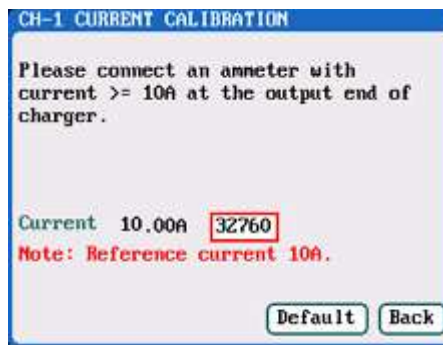 CH-1 CURRENT CALIBRATION
Please connect an ammeter with
current >= 10A at the output end of
charger.
Current 10.00A 32760
Note: Reference current 10A.
Default Back